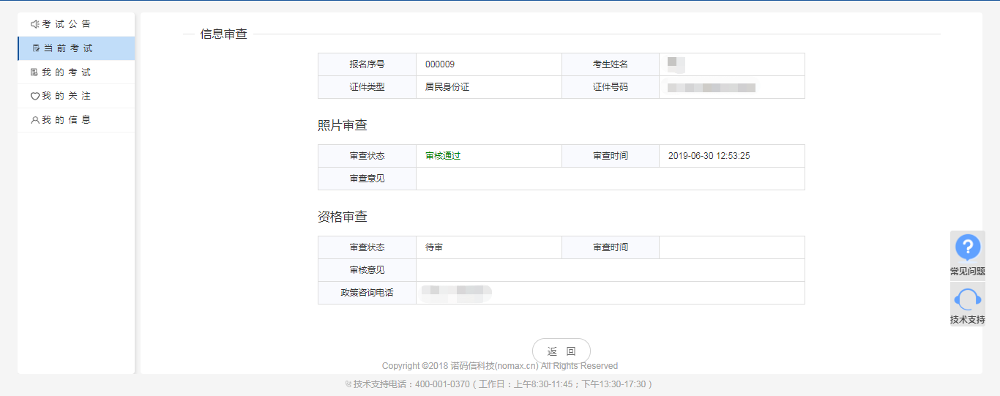 考试公告
当前考试
我的考试
我的关注
我的信息
信息审查
报名序号 000009 考生姓名
证件类型 居民身份证 证件号码
照片审查
审查状态 审核通过 审查时间 2019-06-30 12:53:25
审查意见
资格审查
审查状态 待审 审查时间
审核意见
政策咨询电话
常见问题
技术支持
返 回
Copyright ©2018 诺码信科技(nomax.cn) All Rights Reserved
技术支持电话：400-001-0370（工作日：上午8:30-11:45；下午13:30-17:30）